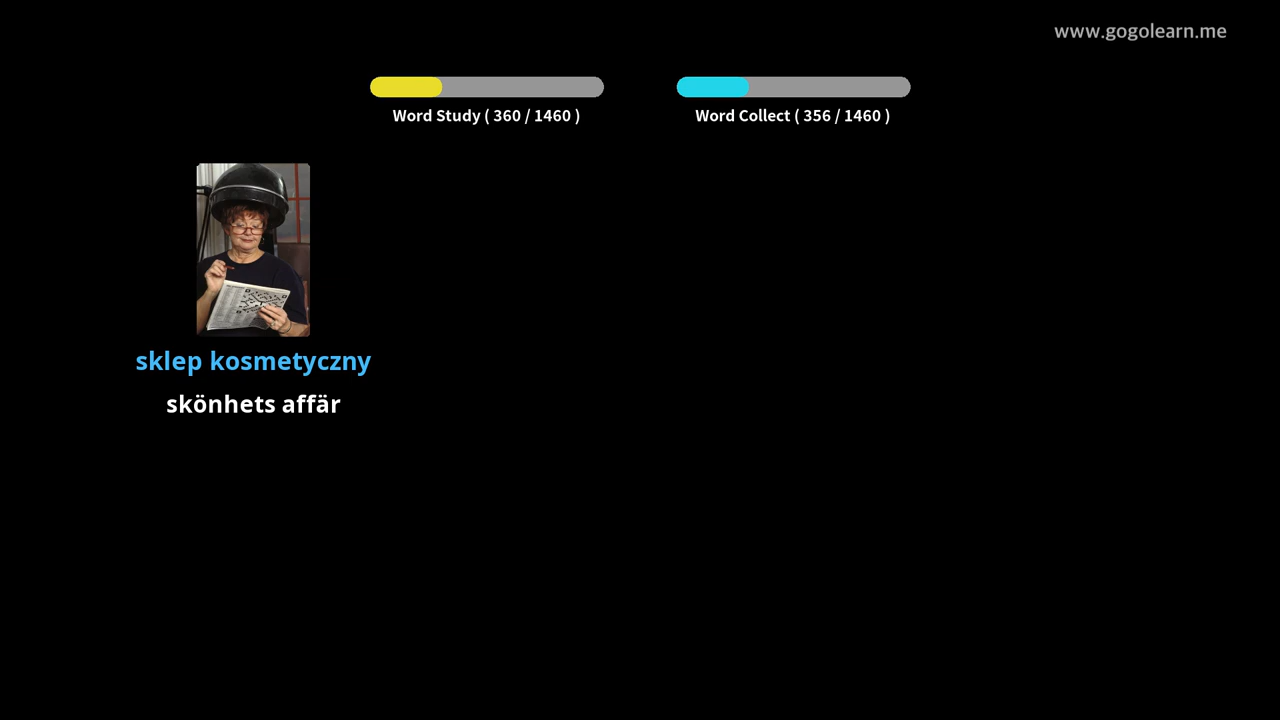 www.gogolearn.me
Word Study ( 360 / 1460 )
Word Collect ( 356 / 1460 )
sklep kosmetyczny
skönhets affär